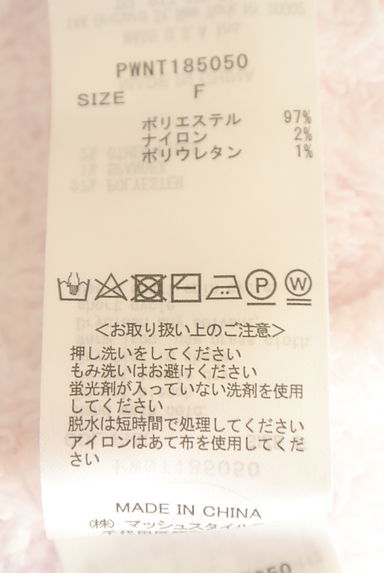 PWNT185050
SIZE F
ポリエステル 97%
ナイロン 2%
ポリウレタン 1%
P W
<お取り扱い上のご注意>
押し洗いをしてください
もみ洗いはお避けください
蛍光剤が入っていない洗剤を使用
してください
脱水は短時間で処理してください
アイロンはあて布を使用してくだ
さい
MADE IN CHINA
(株) マッシュスタイル